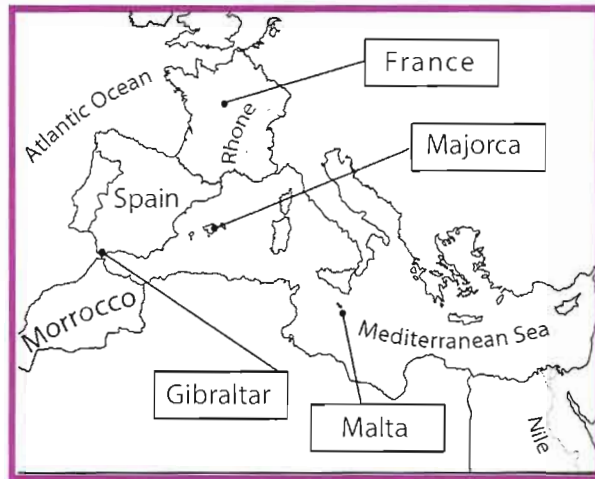 France
Atlantic Ocean
Rhone
Majorca
Spain
Morrocco
Mediterranean Sea
Gibraltar
Malta
Nile